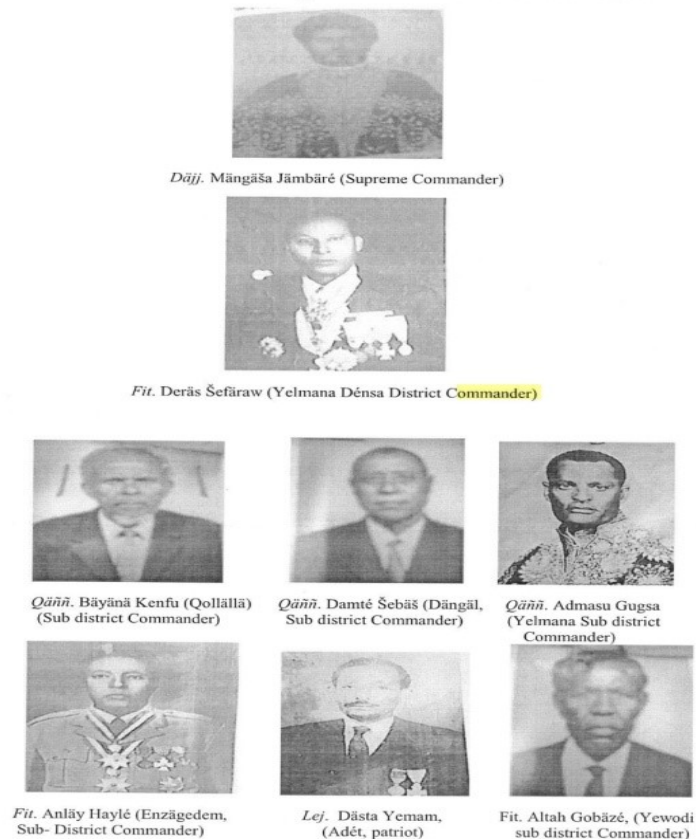 Däjj. Mängäša Jämbäré (Supreme Commander)
Fit. Deräs Šefäraw (Yelmana Dénsa District Commander)
Qäññ. Bäyänä Kenfu (Qollällä)
(Sub district Commander)
Qäññ. Damté Šebäš (Dängäl,
Sub district Commander)
Qäññ. Admasu Gugsa
(Yelmana Sub district
Commander)
Fit. Anläy Haylé (Enzägedem,
Sub- District Commander)
Lej. Dästa Yemam,
(Adét, patriot)
Fit. Altah Gobäzé, (Yewodi
sub district Commander)